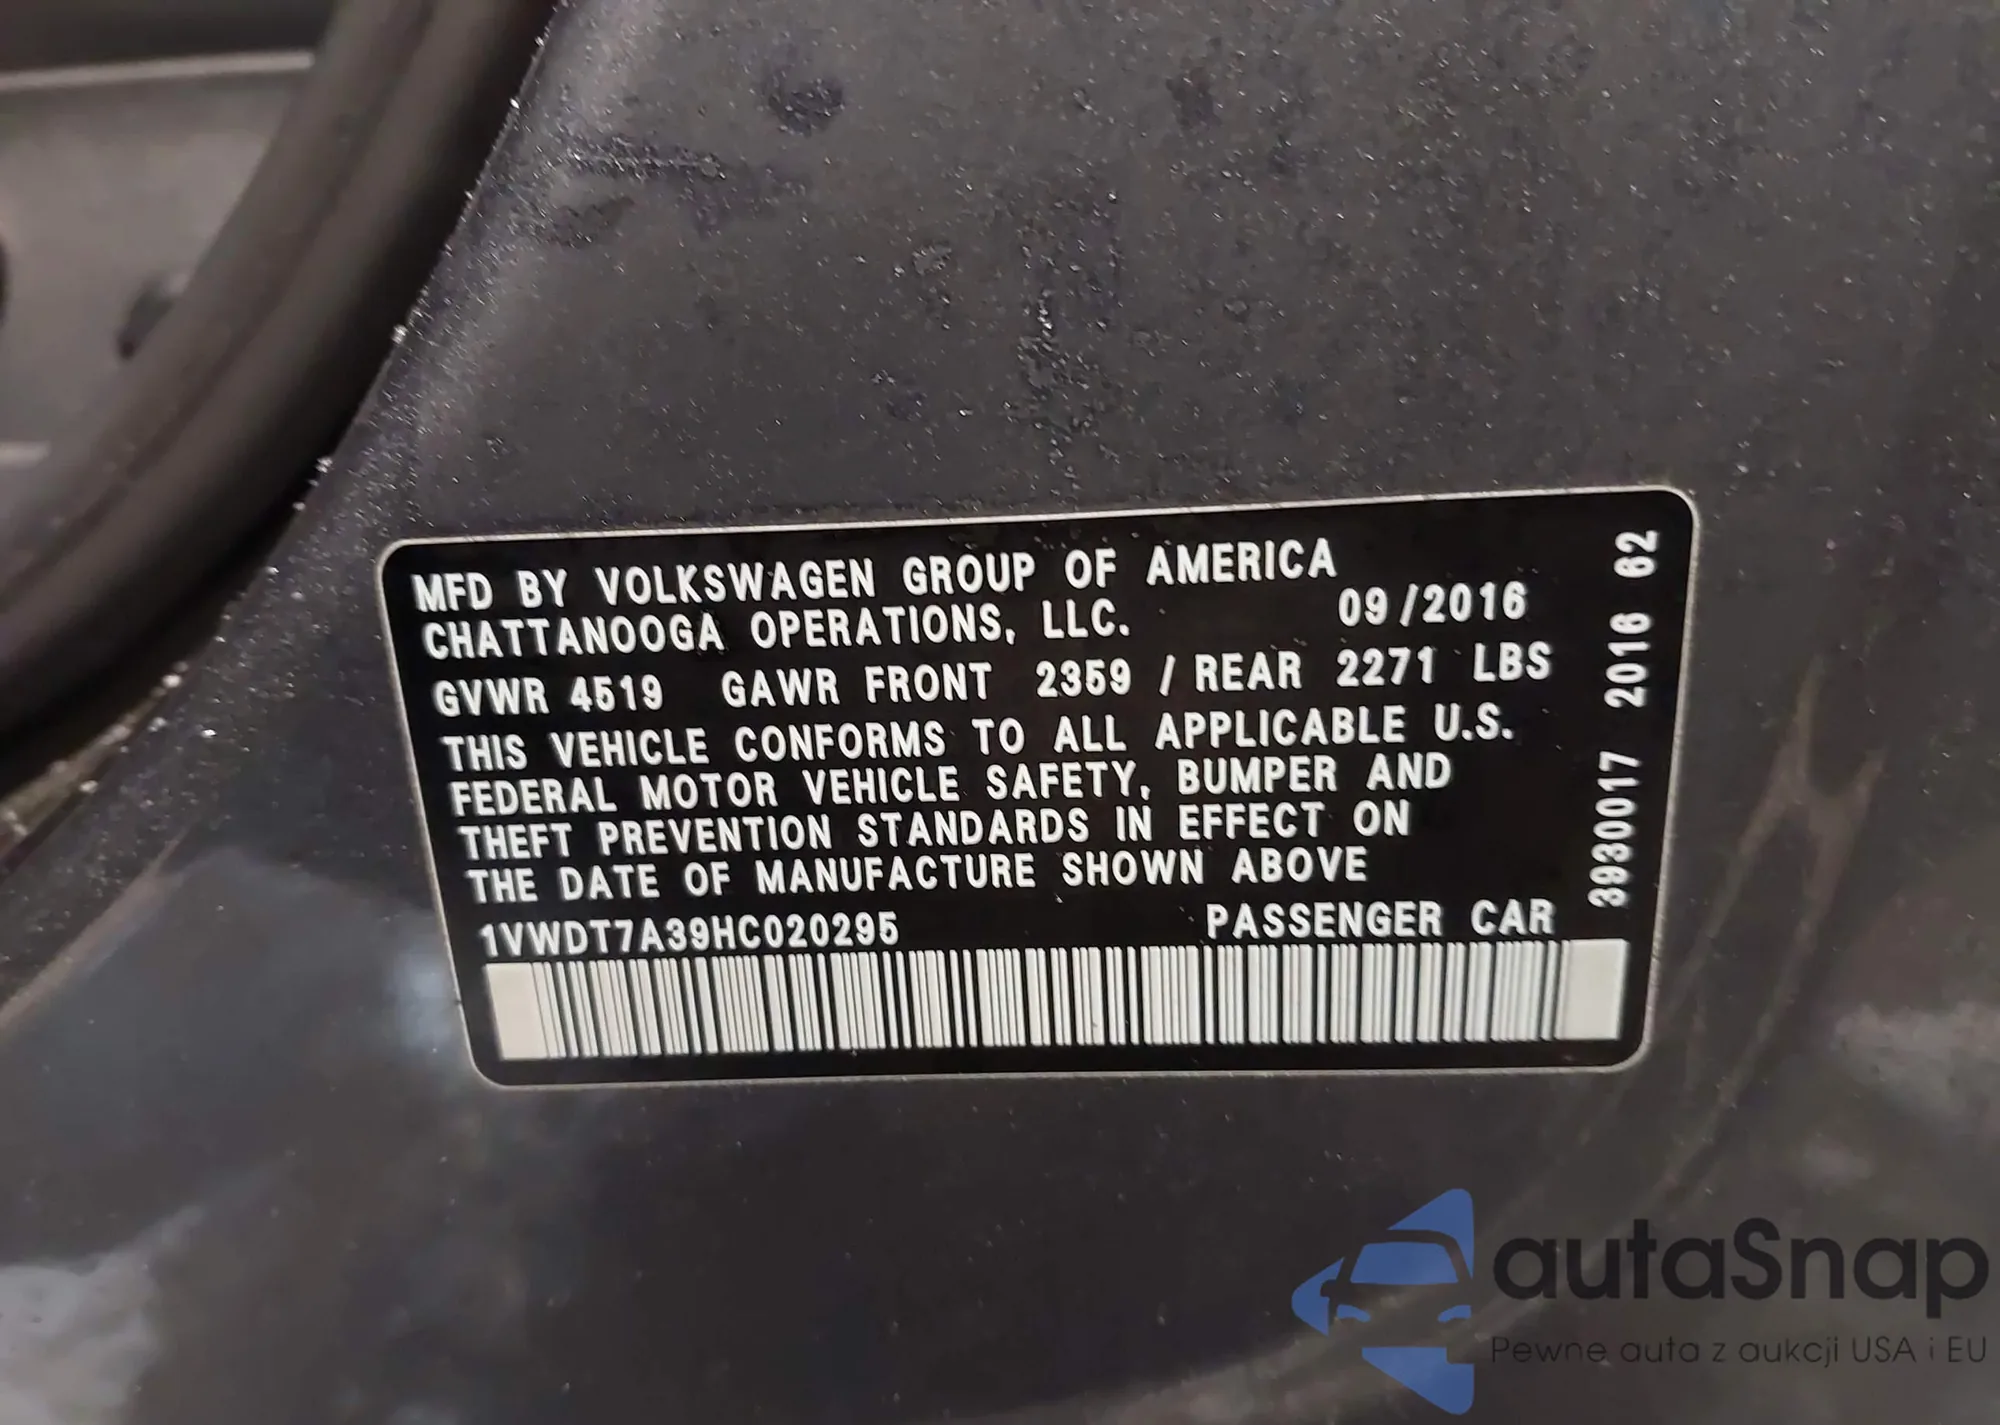 MFD BY VOLKSWAGEN GROUP OF AMERICA
CHATTANOOGA OPERATIONS, LLC. 09/2016
GVWR 4519 GAWR FRONT 2359 / REAR 2271 LBS
THIS VEHICLE CONFORMS TO ALL APPLICABLE U.S.
FEDERAL MOTOR VEHICLE SAFETY, BUMPER AND
THEFT PREVENTION STANDARDS IN EFFECT ON
THE DATE OF MANUFACTURE SHOWN ABOVE
1VWDT7A39HC020295 PASSENGER CAR
3930017 2016 62
autaSnap
Pewne auta z aukcji USA i EU